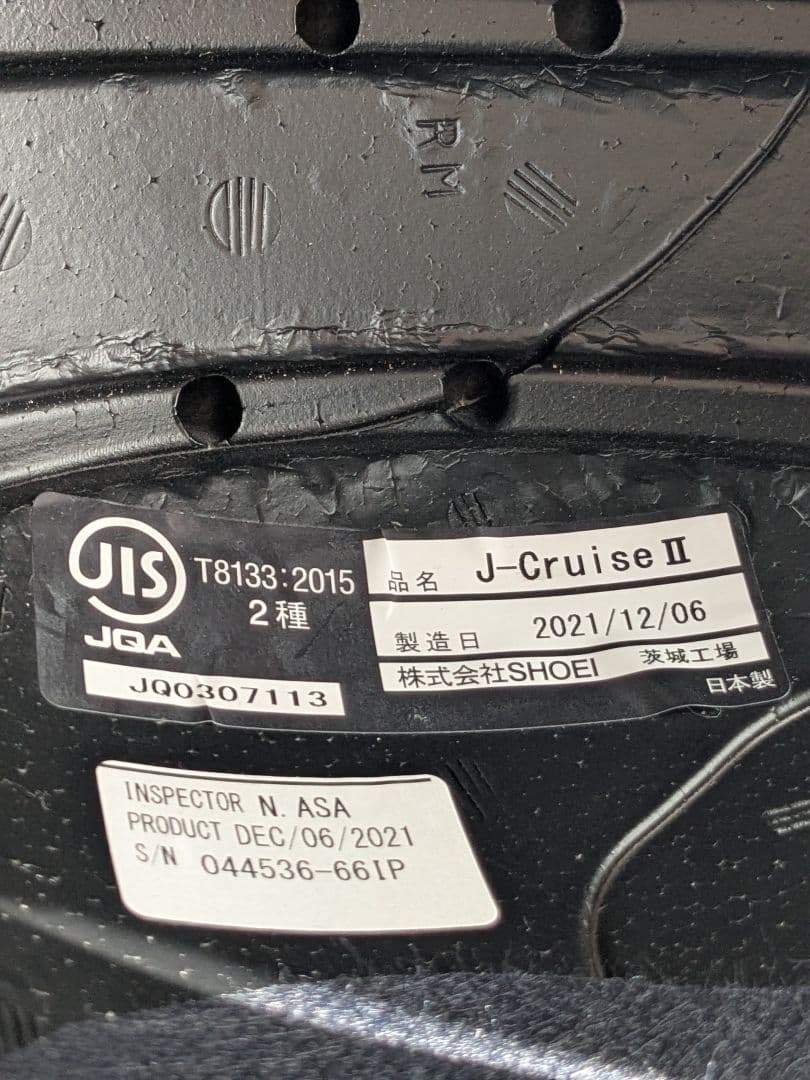 RM
JIS
JQA
T8133:2015
2種
JQ0307113
品名 J-CruiseⅡ
製造日 2021/12/06
株式会社SHOEI 茨城工場
日本製
INSPECTOR N. ASA
PRODUCT DEC/06/2021
S/N 044536-66IP